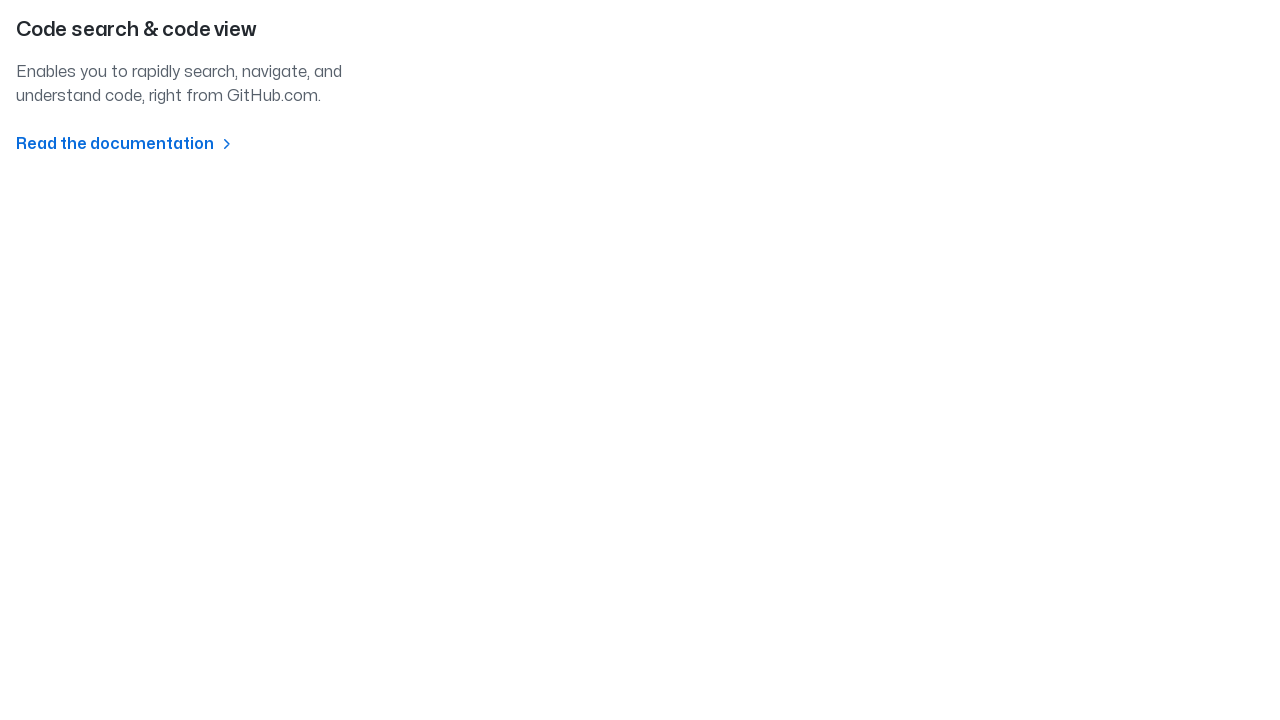 Code search & code view
Enables you to rapidly search, navigate, and
understand code, right from GitHub.com.
Read the documentation